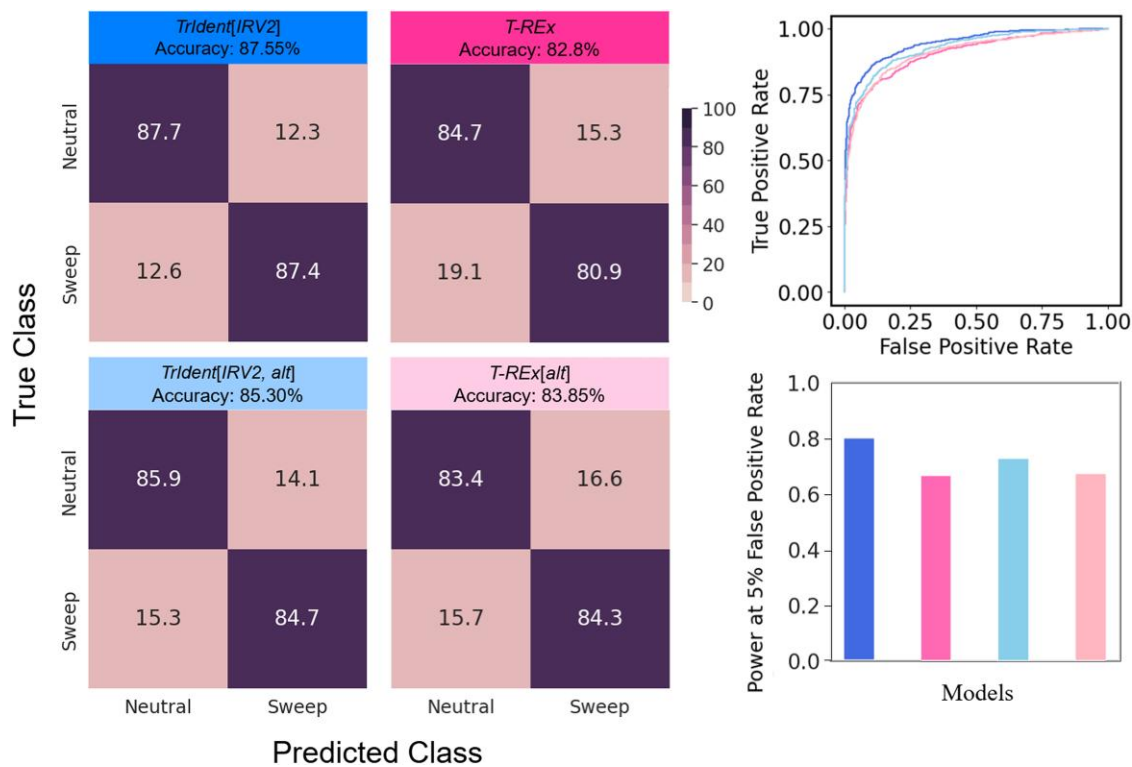 TrIdent[IRV2]
Accuracy: 87.55%
T-REx
Accuracy: 82.8%
Neutral
87.7
12.3
84.7
15.3
Sweep
12.6
87.4
19.1
80.9
100
80
60
40
20
0
True Class
TrIdent[IRV2, alt]
Accuracy: 85.30%
T-REx[alt]
Accuracy: 83.85%
Neutral
85.9
14.1
83.4
16.6
Sweep
15.3
84.7
15.7
84.3
Neutral
Sweep
Neutral
Sweep
Predicted Class
True Positive Rate
1.00
0.75
0.50
0.25
0.00
0.00
0.25
0.50
0.75
1.00
False Positive Rate
Power at 5% False Positive Rate
1.0
0.8
0.6
0.4
0.2
0.0
Models